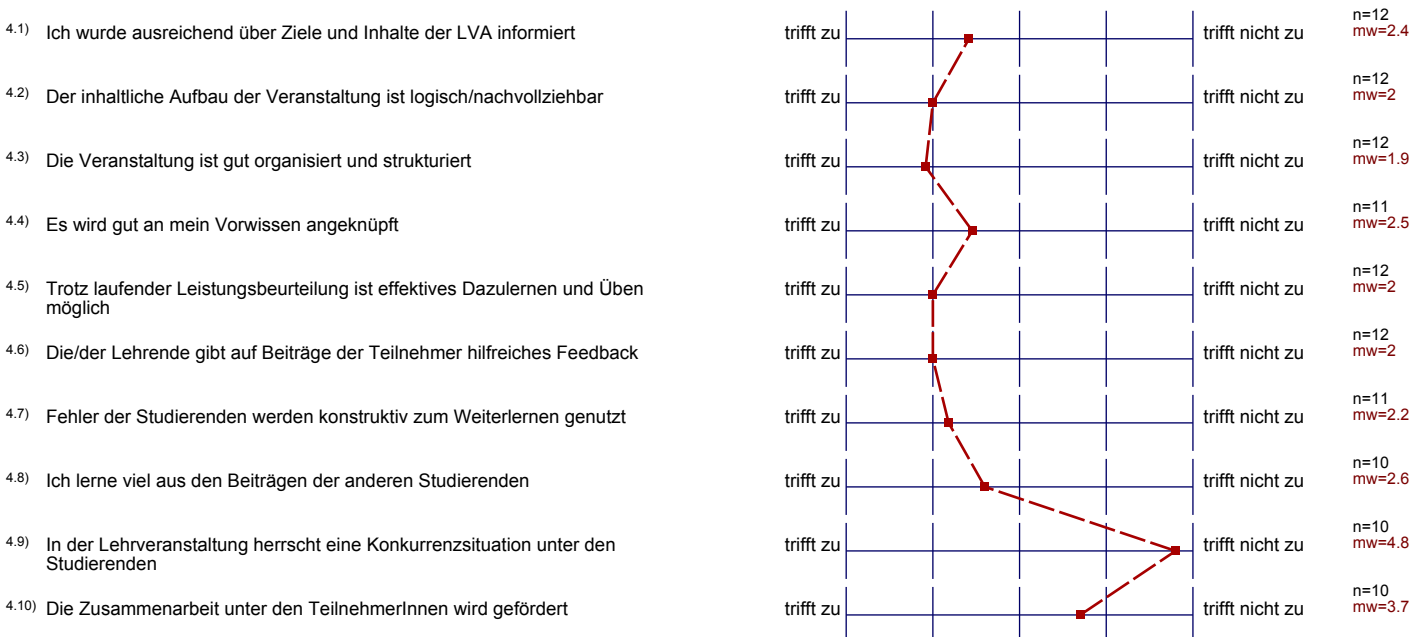 4.1) Ich wurde ausreichend über Ziele und Inhalte der LVA informiert trifft zu trifft nicht zu n=12
mw=2.4
4.2) Der inhaltliche Aufbau der Veranstaltung ist logisch/nachvollziehbar trifft zu trifft nicht zu n=12
mw=2
4.3) Die Veranstaltung ist gut organisiert und strukturiert trifft zu trifft nicht zu n=12
mw=1.9
4.4) Es wird gut an mein Vorwissen angeknüpft trifft zu trifft nicht zu n=11
mw=2.5
4.5) Trotz laufender Leistungsbeurteilung ist effektives Dazulernen und Üben trifft zu trifft nicht zu n=12
möglich mw=2
4.6) Die/der Lehrende gibt auf Beiträge der Teilnehmer hilfreiches Feedback trifft zu trifft nicht zu n=12
mw=2
4.7) Fehler der Studierenden werden konstruktiv zum Weiterlernen genutzt trifft zu trifft nicht zu n=11
mw=2.2
4.8) Ich lerne viel aus den Beiträgen der anderen Studierenden trifft zu trifft nicht zu n=10
mw=2.6
4.9) In der Lehrveranstaltung herrscht eine Konkurrenzsituation unter den trifft zu trifft nicht zu n=10
Studierenden mw=4.8
4.10) Die Zusammenarbeit unter den TeilnehmerInnen wird gefördert trifft zu trifft nicht zu n=10
mw=3.7